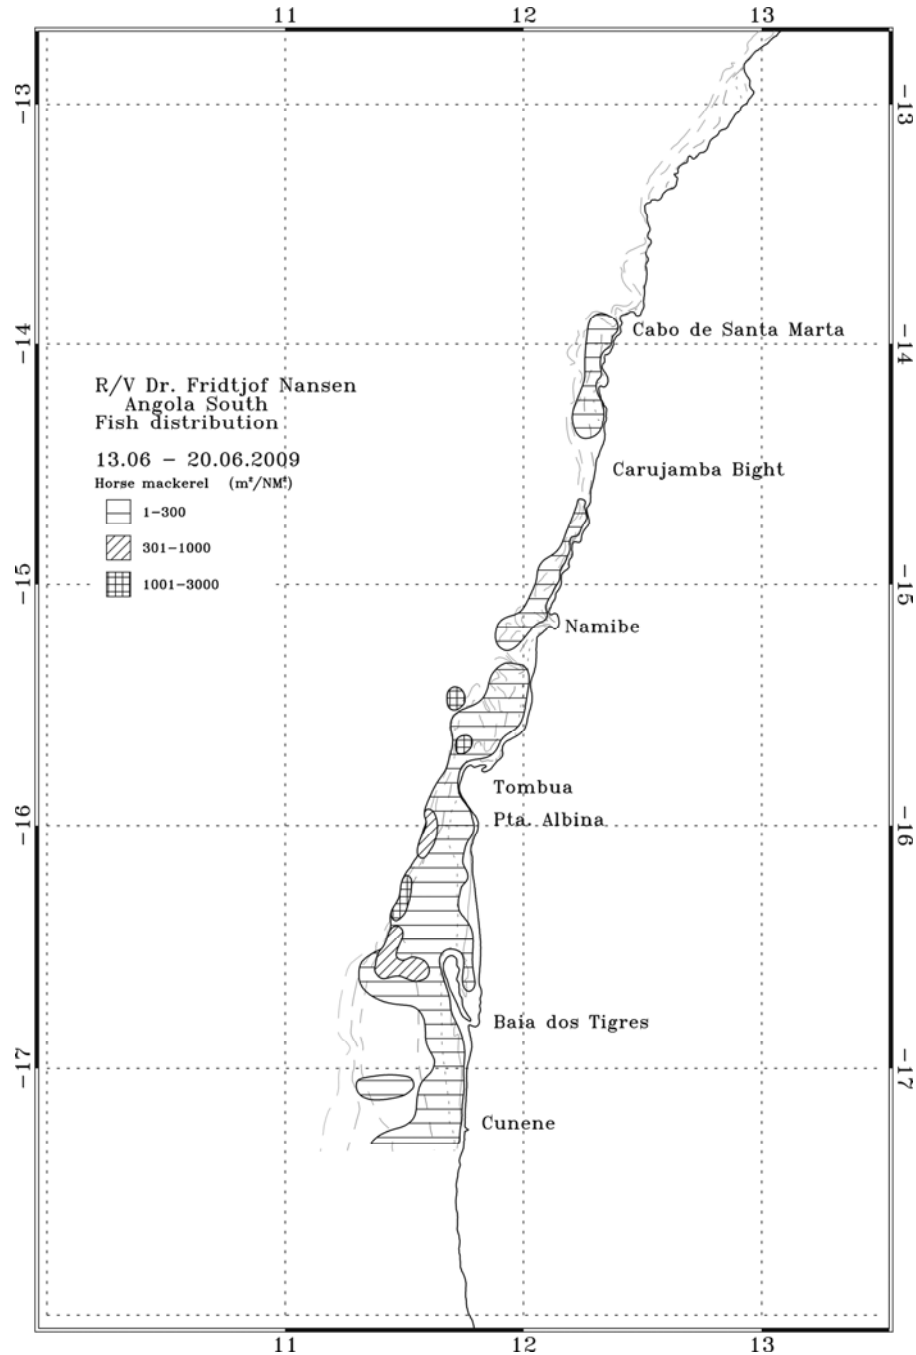 11 12 13
-13 -13
Cabo de Santa Marta
-14 -14
R/V Dr. Fridtjof Nansen
Angola South
Fish distribution
13.06 - 20.06.2009
Carujamba Bight
Horse mackerel (m²/NM²)
1-300
301-1000
1001-3000
-15 -15
Namibe
Tombua
Pta. Albina
-16 -16
Baia dos Tigres
-17 -17
Cunene
11 12 13